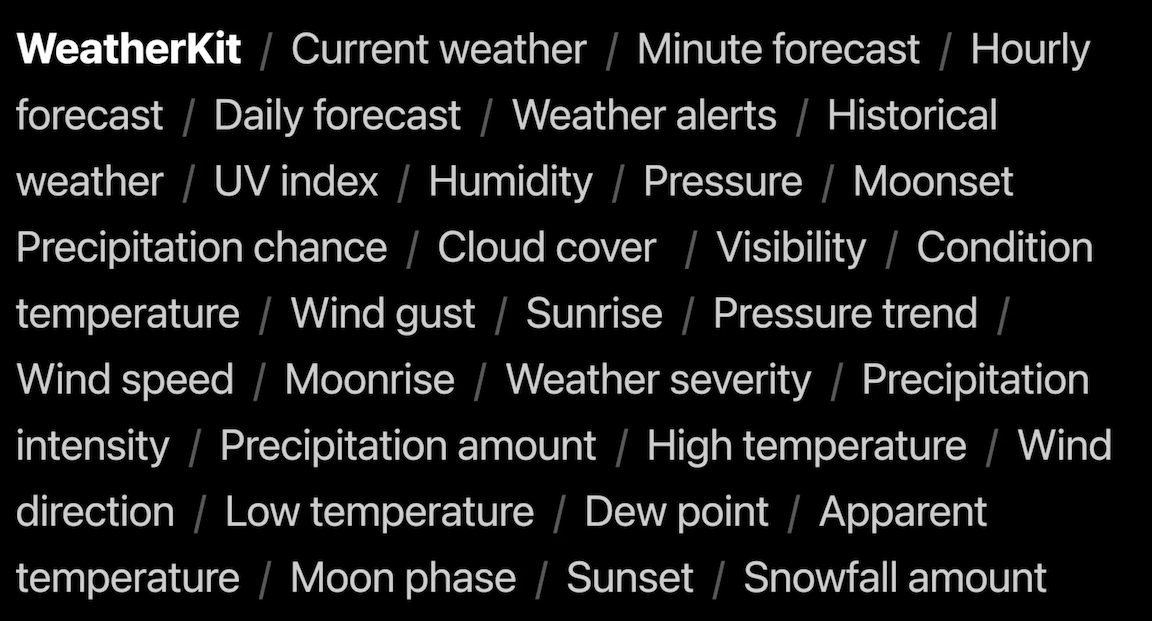 WeatherKit / Current weather / Minute forecast / Hourly
forecast / Daily forecast / Weather alerts / Historical
weather / UV index / Humidity / Pressure / Moonset
Precipitation chance / Cloud cover / Visibility / Condition
temperature / Wind gust / Sunrise / Pressure trend /
Wind speed / Moonrise / Weather severity / Precipitation
intensity / Precipitation amount / High temperature / Wind
direction / Low temperature / Dew point / Apparent
temperature / Moon phase / Sunset / Snowfall amount